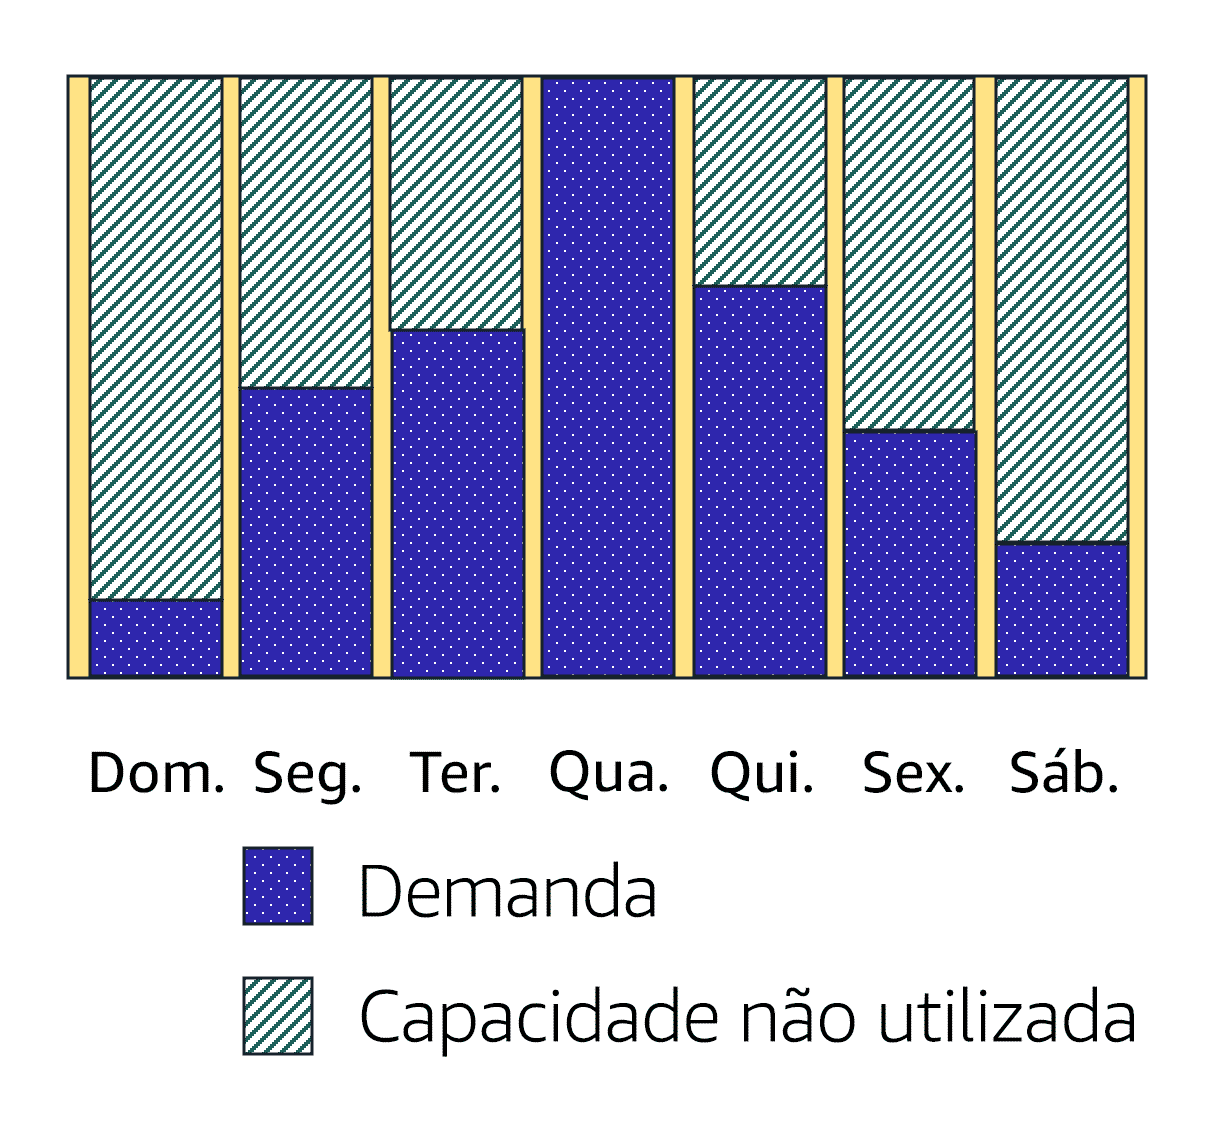 Dom. Seg. Ter. Qua. Qui. Sex. Sáb.
Demanda
Capacidade não utilizada